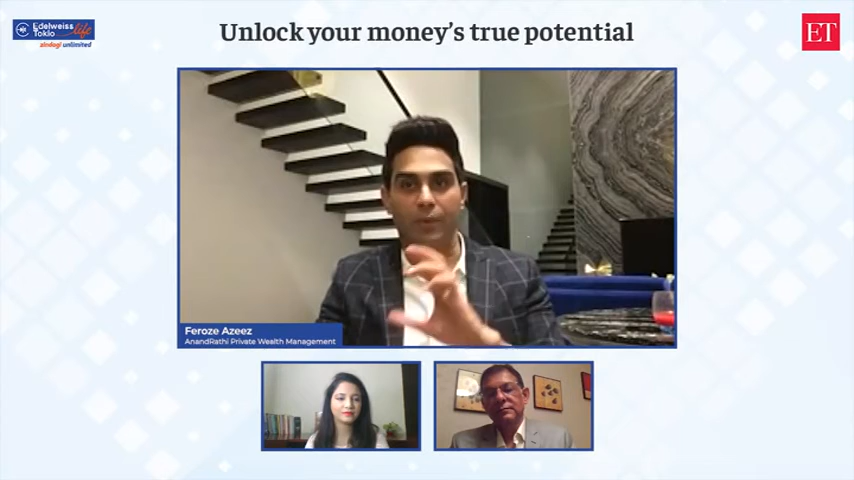 Edelweiss
Tokio life
zindagi unlimited
Unlock your money's true potential
ET
Feroze Azeez
AnandRathi Private Wealth Management